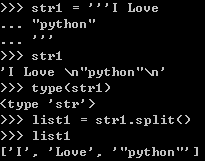 >>> str1 = '''I Love
... "python"
... '''
>>> str1
'I Love \n"python"\n'
>>> type(str1)
<type 'str'>
>>> list1 = str1.split()
>>> list1
['I', 'Love', '"python"']